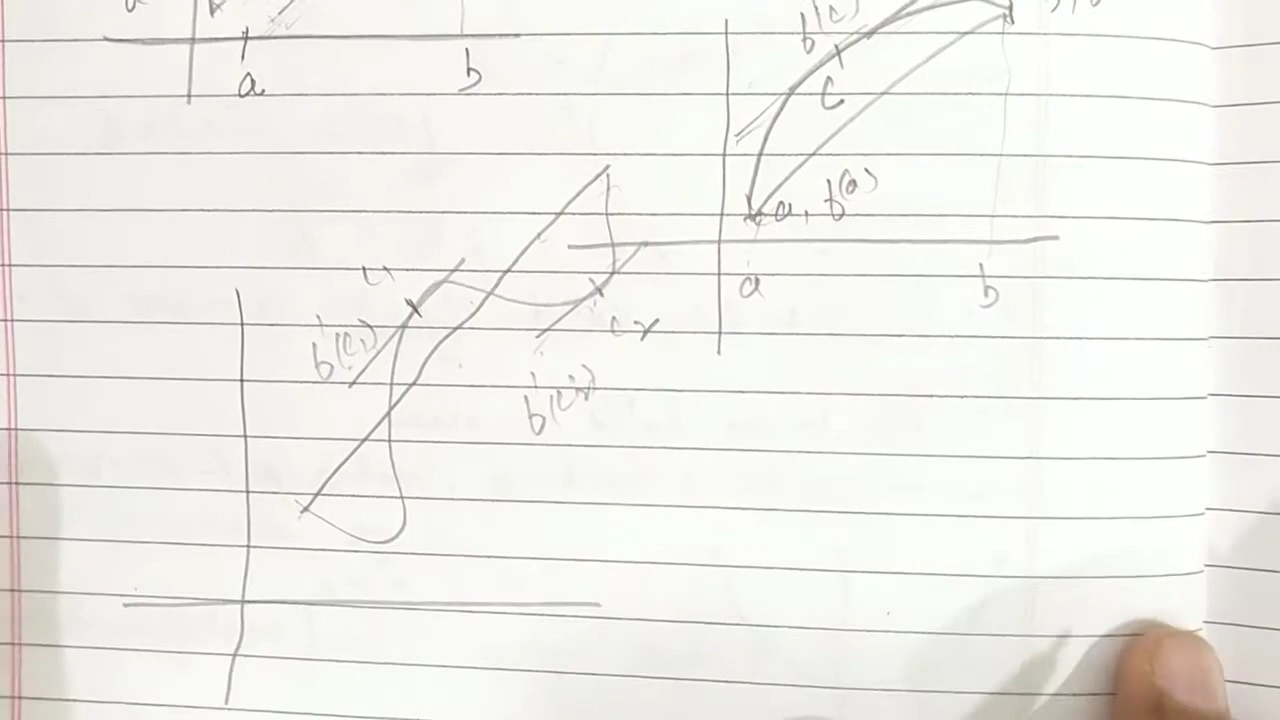 a
b
f'(c)
c
a, f(a)
a
b
c₁
f'(c₁)
c₂
f'(c₂)